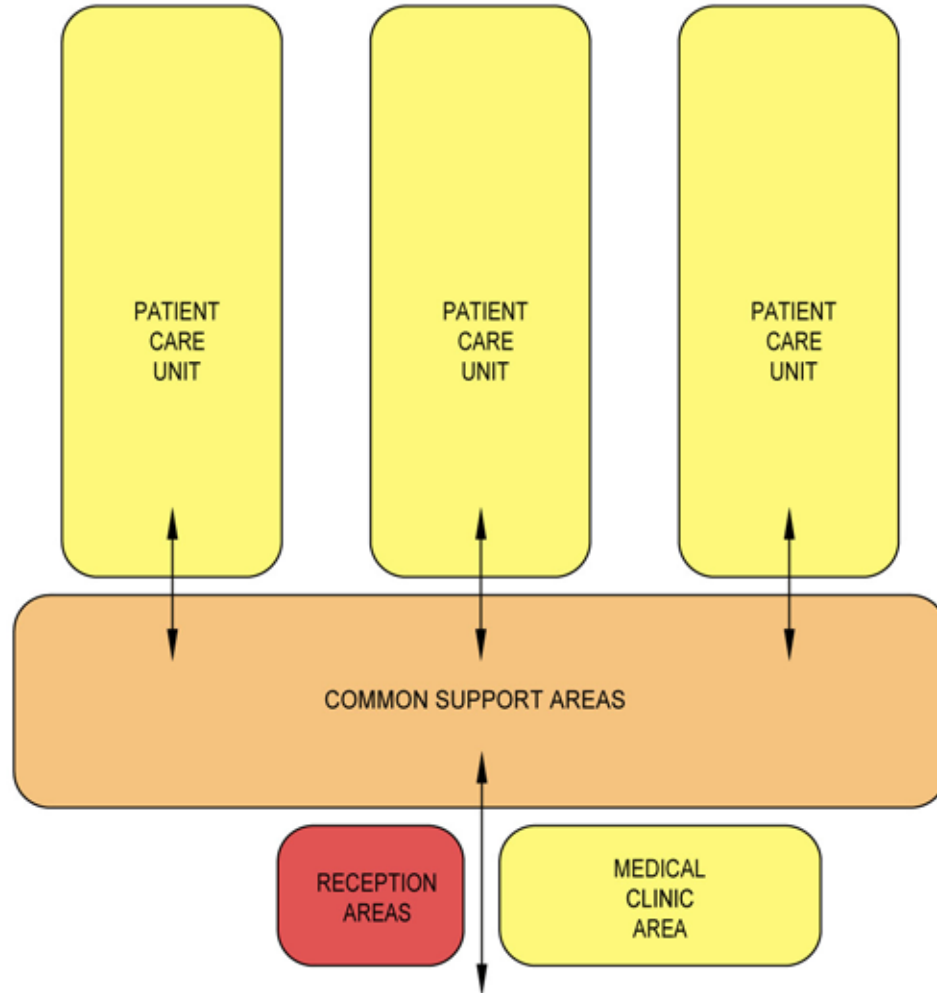 PATIENT
CARE
UNIT
PATIENT
CARE
UNIT
PATIENT
CARE
UNIT
COMMON SUPPORT AREAS
RECEPTION
AREAS
MEDICAL
CLINIC
AREA